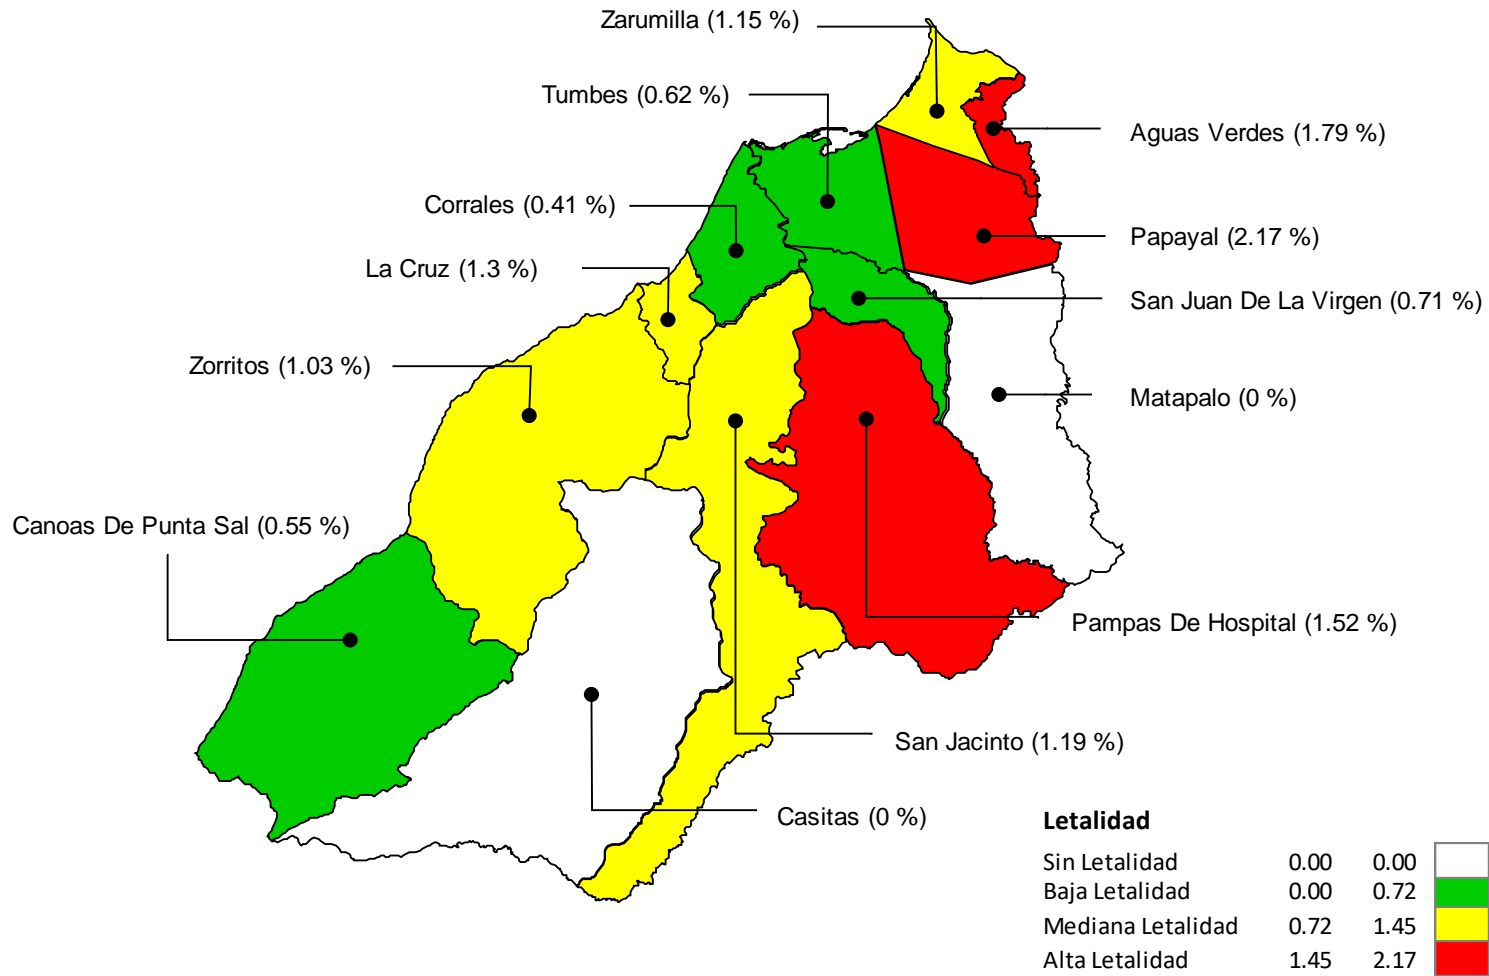 Zarumilla (1.15 %)
Tumbes (0.62 %)
Aguas Verdes (1.79 %)
Corrales (0.41 %)
Papayal (2.17 %)
La Cruz (1.3 %)
San Juan De La Virgen (0.71 %)
Zorritos (1.03 %)
Matapalo (0 %)
Canoas De Punta Sal (0.55 %)
Pampas De Hospital (1.52 %)
San Jacinto (1.19 %)
Casitas (0 %)
Letalidad
Sin Letalidad 0.00 0.00
Baja Letalidad 0.00 0.72
Mediana Letalidad 0.72 1.45
Alta Letalidad 1.45 2.17